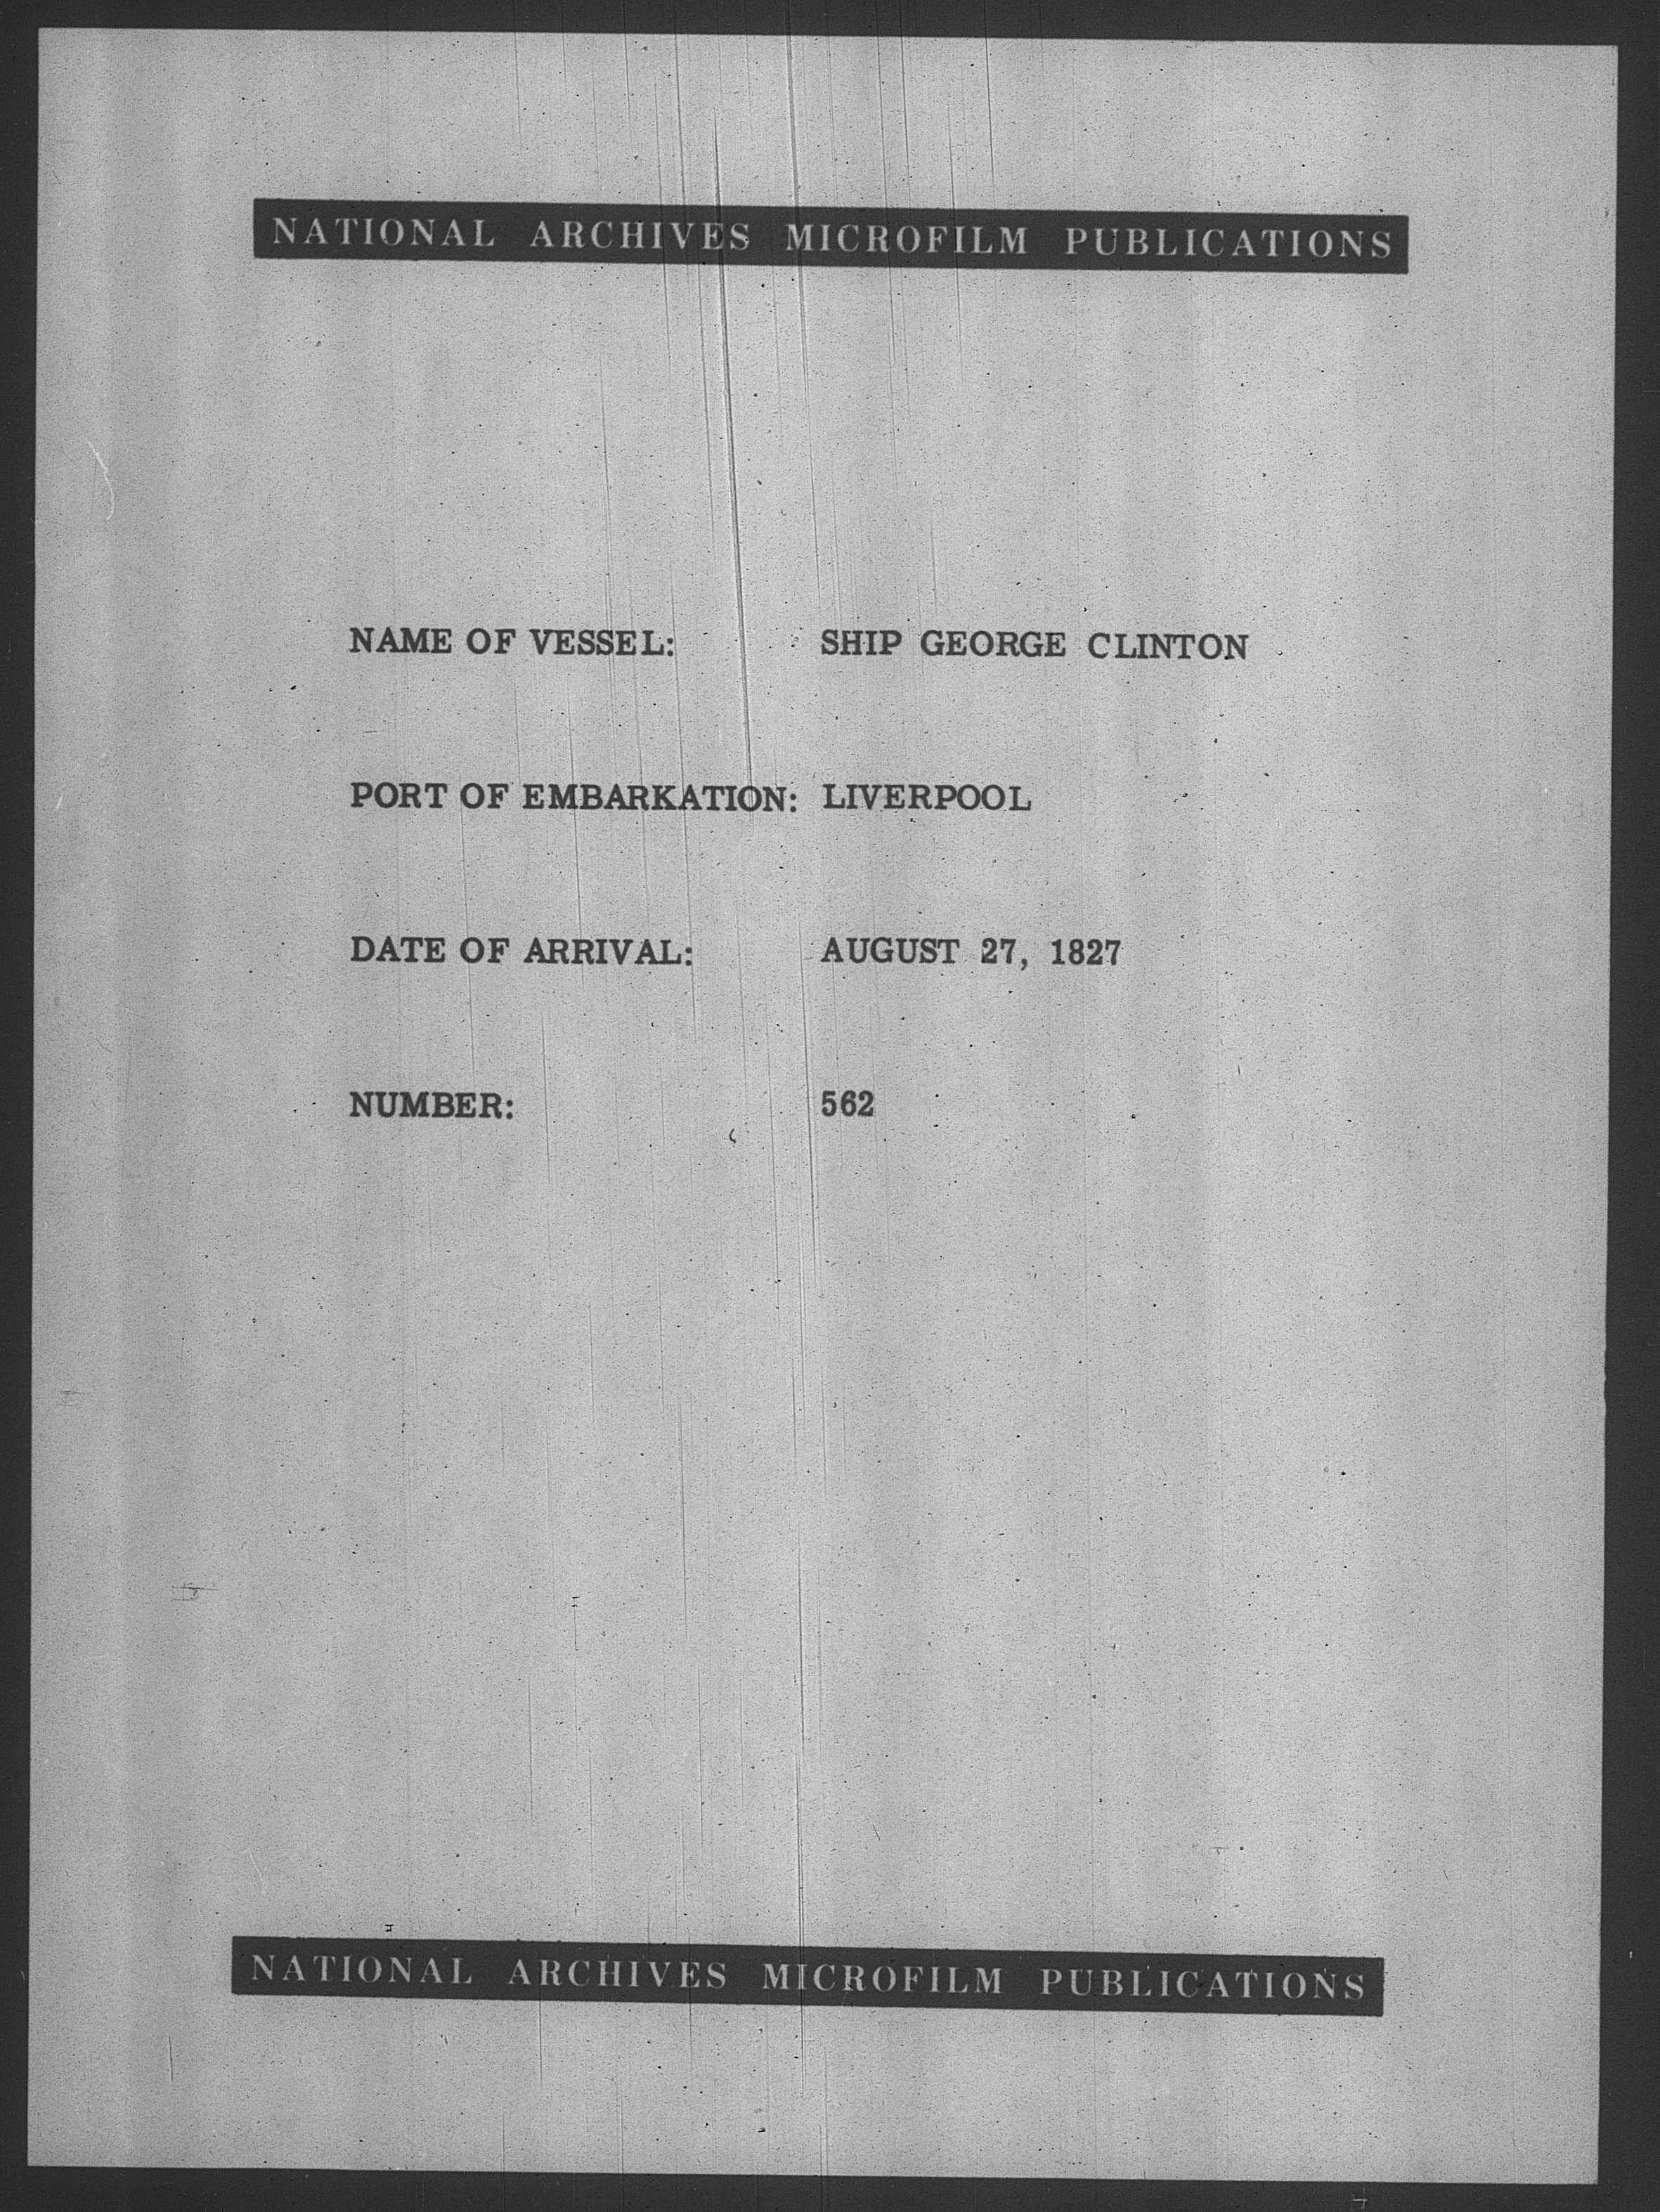 NATIONAL ARCHIVES MICROFILM PUBLICATIONS
NAME OF VESSEL: SHIP GEORGE CLINTON
PORT OF EMBARKATION: LIVERPOOL
DATE OF ARRIVAL: AUGUST 27, 1827
NUMBER: 562
NATIONAL ARCHIVES MICROFILM PUBLICATIONS